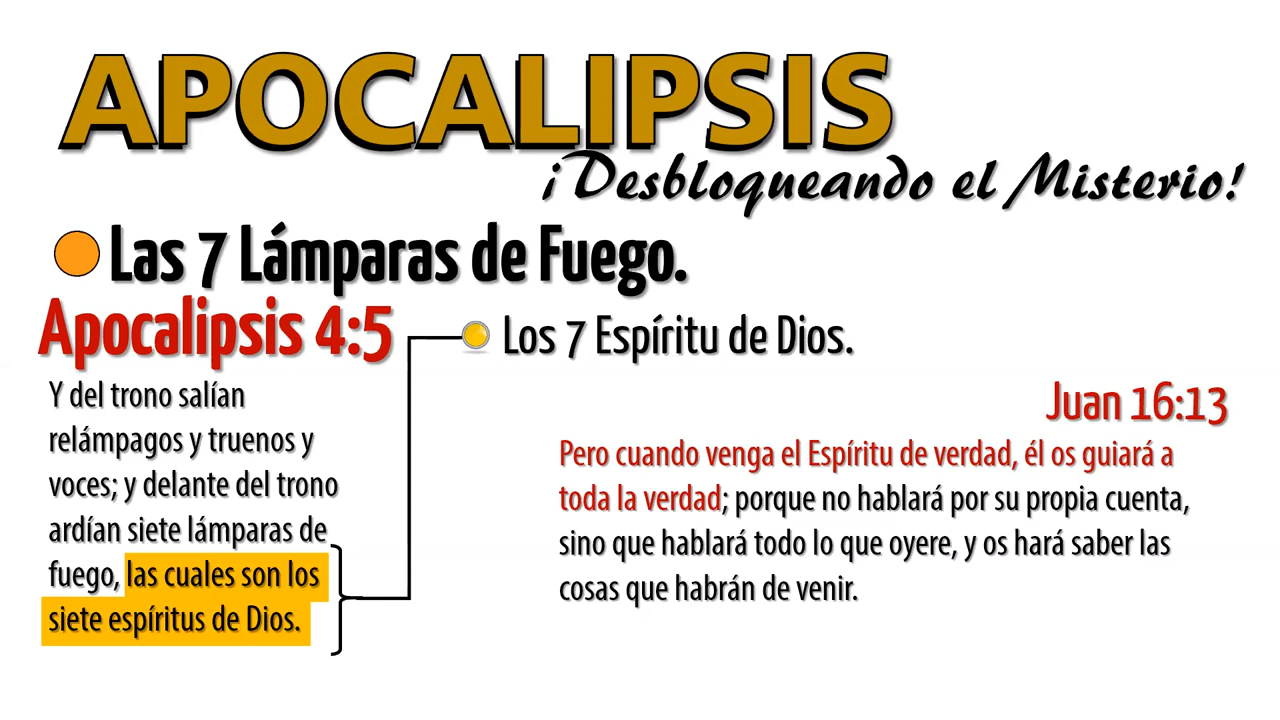 APOCALIPSIS
¡Desbloqueando el Misterio!
Las 7 Lámparas de Fuego.
Apocalipsis 4:5
Y del trono salían
relámpagos y truenos y
voces; y delante del trono
ardían siete lámparas de
fuego, las cuales son los
siete espíritus de Dios.
Los 7 Espíritu de Dios.
Juan 16:13
Pero cuando venga el Espíritu de verdad, él os guiará a
toda la verdad; porque no hablará por su propia cuenta,
sino que hablará todo lo que oyere, y os hará saber las
cosas que habrán de venir.